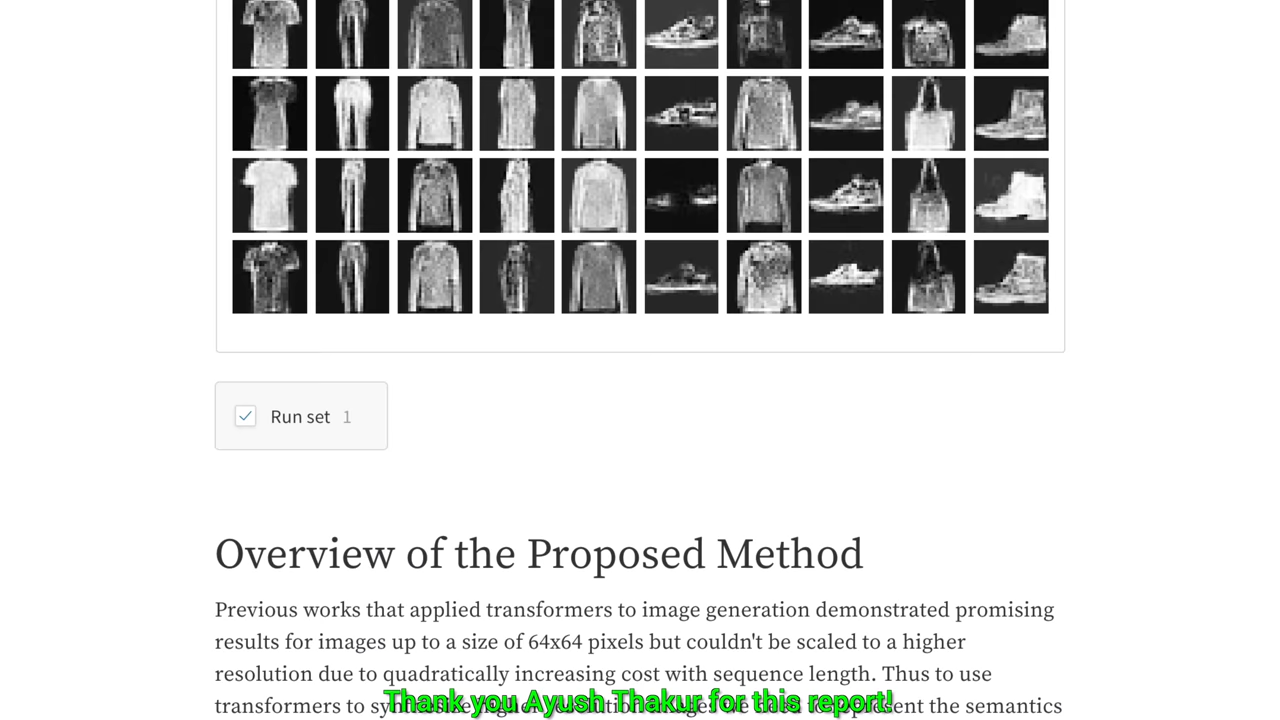 Run set 1
Overview of the Proposed Method
Previous works that applied transformers to image generation demonstrated promising
results for images up to a size of 64x64 pixels but couldn't be scaled to a higher
resolution due to quadratically increasing cost with sequence length. Thus to use
transformers to the semantics
Thank you Ayush Thakur for this report!